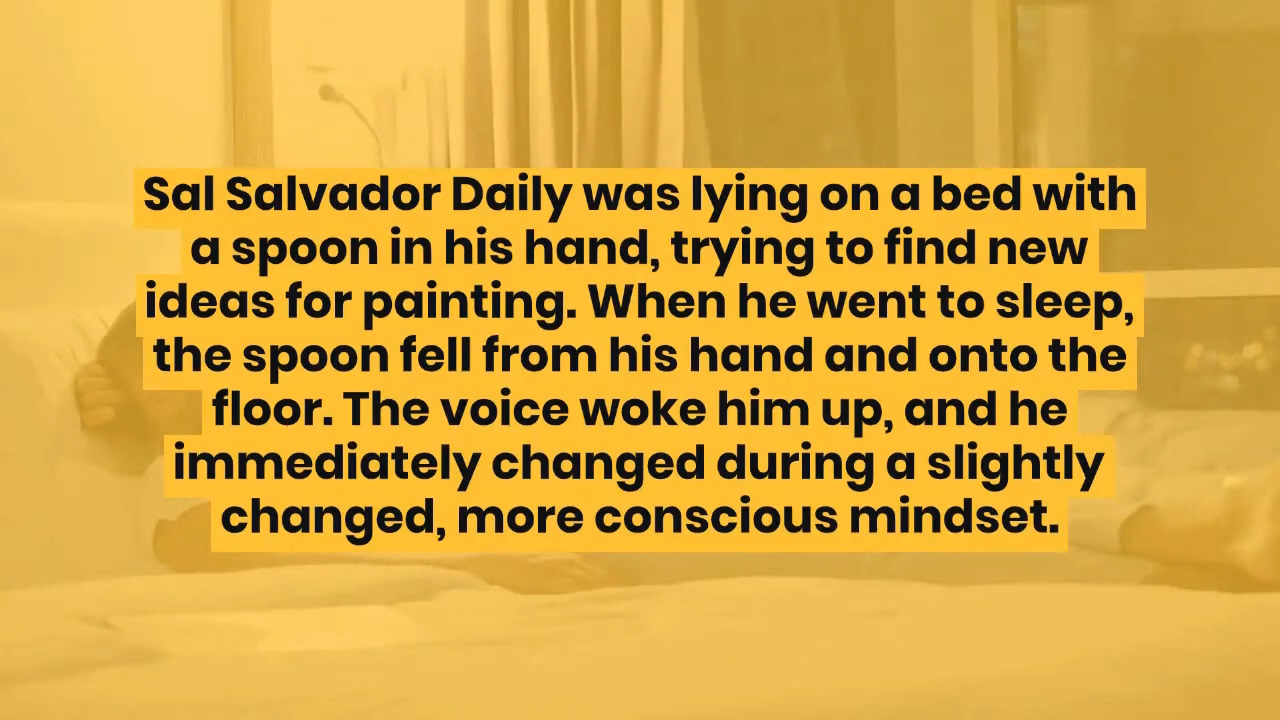 Sal Salvador Daily was lying on a bed with
a spoon in his hand, trying to find new
ideas for painting. When he went to sleep,
the spoon fell from his hand and onto the
floor. The voice woke him up, and he
immediately changed during a slightly
changed, more conscious mindset.